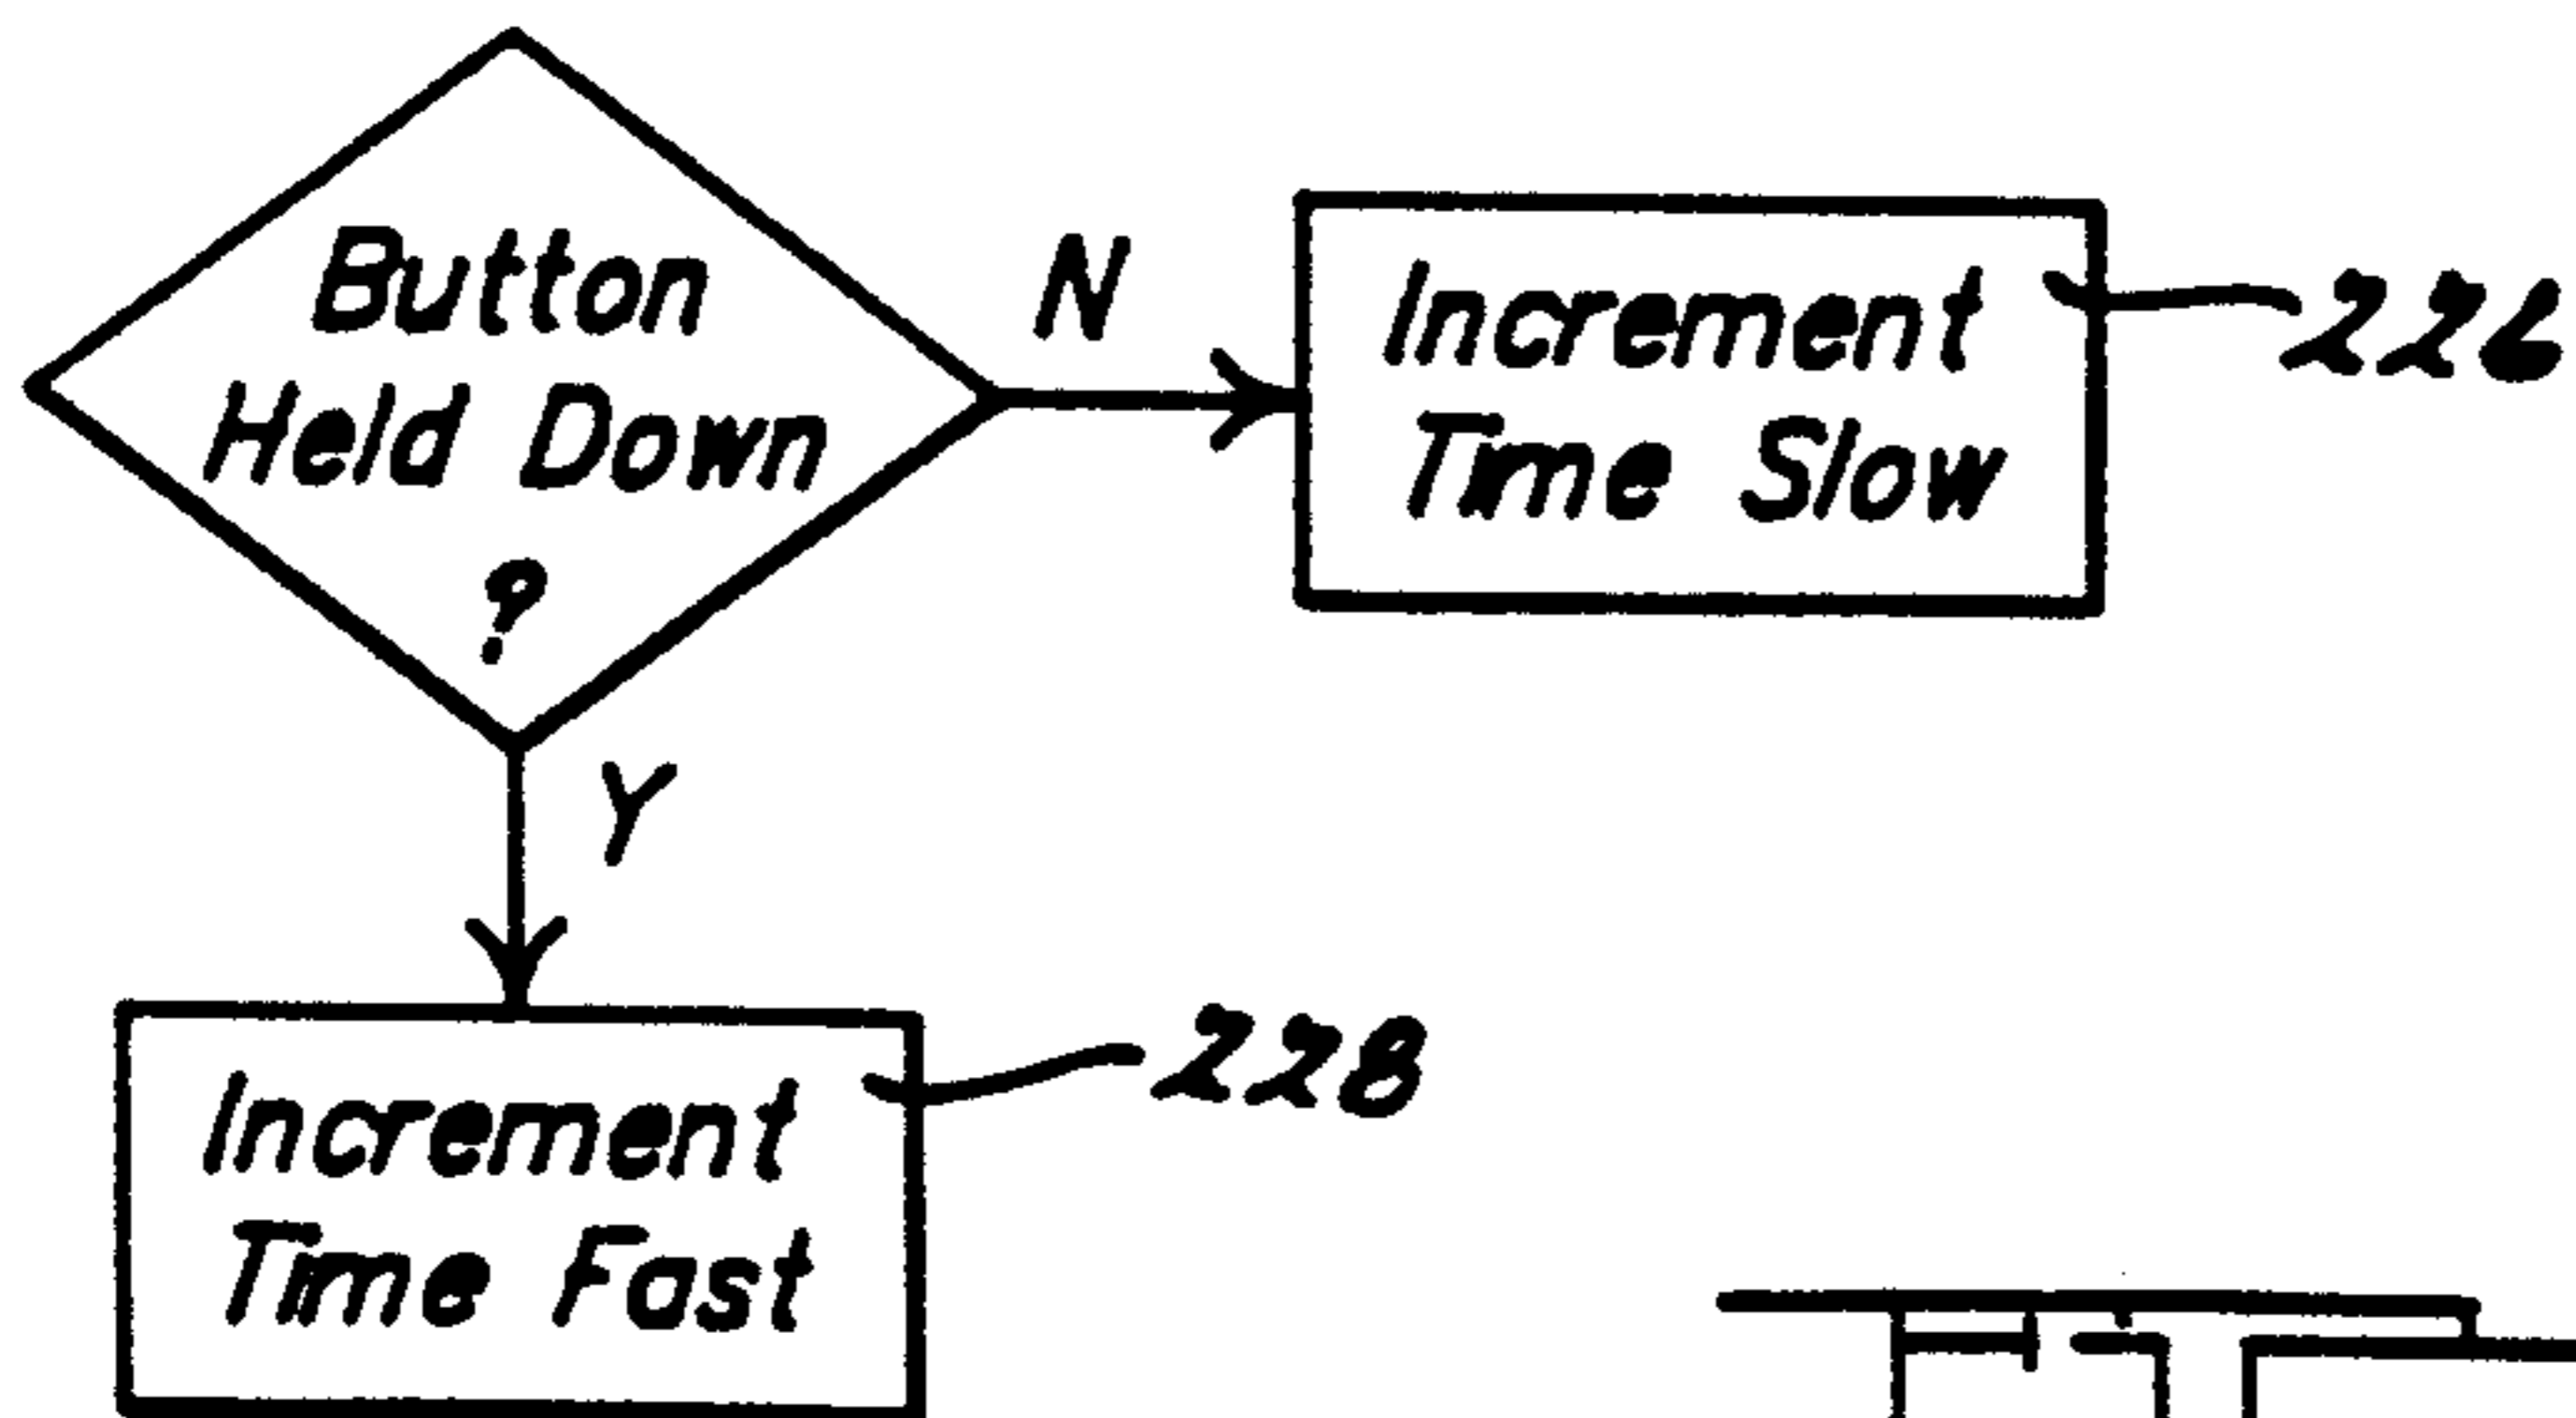 Button
Held Down
?
N
Increment
Time Slow
226
Y
Increment
Time Fast
228